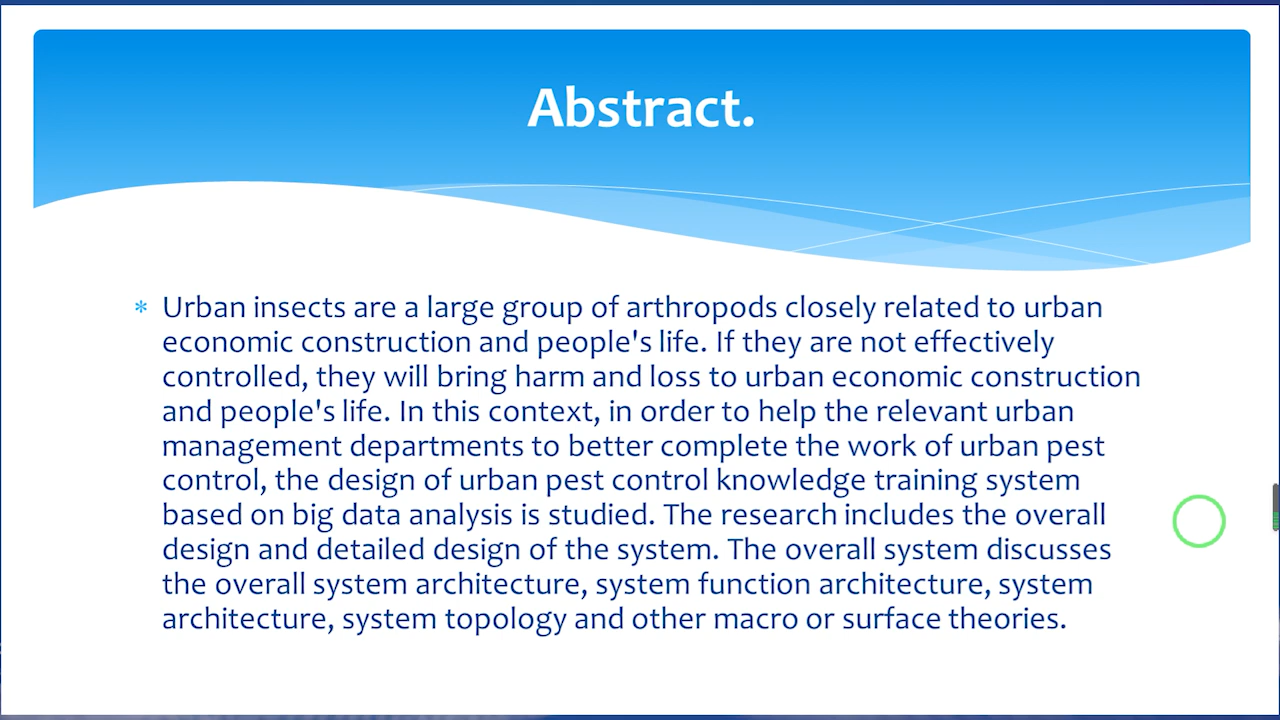 Abstract.
* Urban insects are a large group of arthropods closely related to urban
economic construction and people's life. If they are not effectively
controlled, they will bring harm and loss to urban economic construction
and people's life. In this context, in order to help the relevant urban
management departments to better complete the work of urban pest
control, the design of urban pest control knowledge training system
based on big data analysis is studied. The research includes the overall
design and detailed design of the system. The overall system discusses
the overall system architecture, system function architecture, system
architecture, system topology and other macro or surface theories.